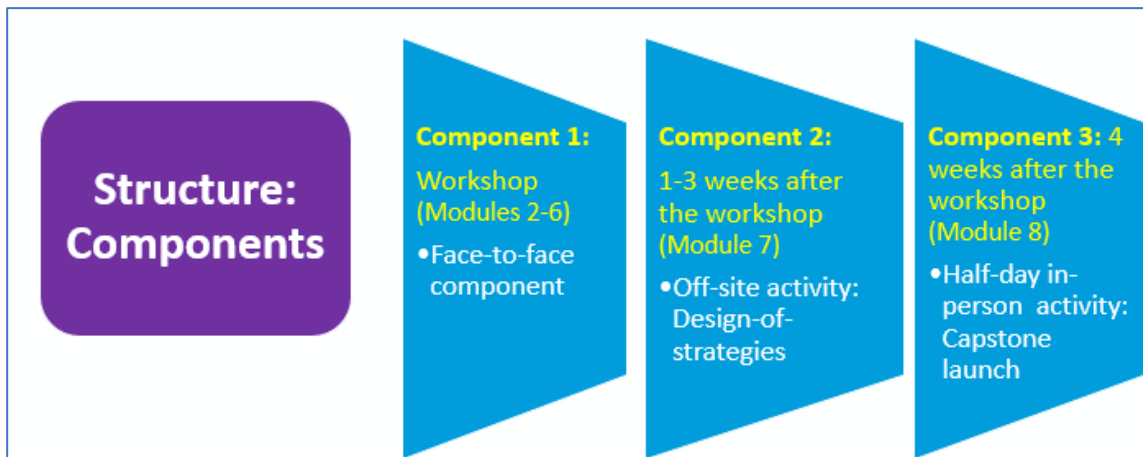 Structure:
Components
Component 1:
Workshop
(Modules 2-6)
•Face-to-face
component
Component 2:
1-3 weeks after
the workshop
(Module 7)
•Off-site activity:
Design-of-
strategies
Component 3: 4
weeks after the
workshop
(Module 8)
•Half-day in-
person activity:
Capstone
launch